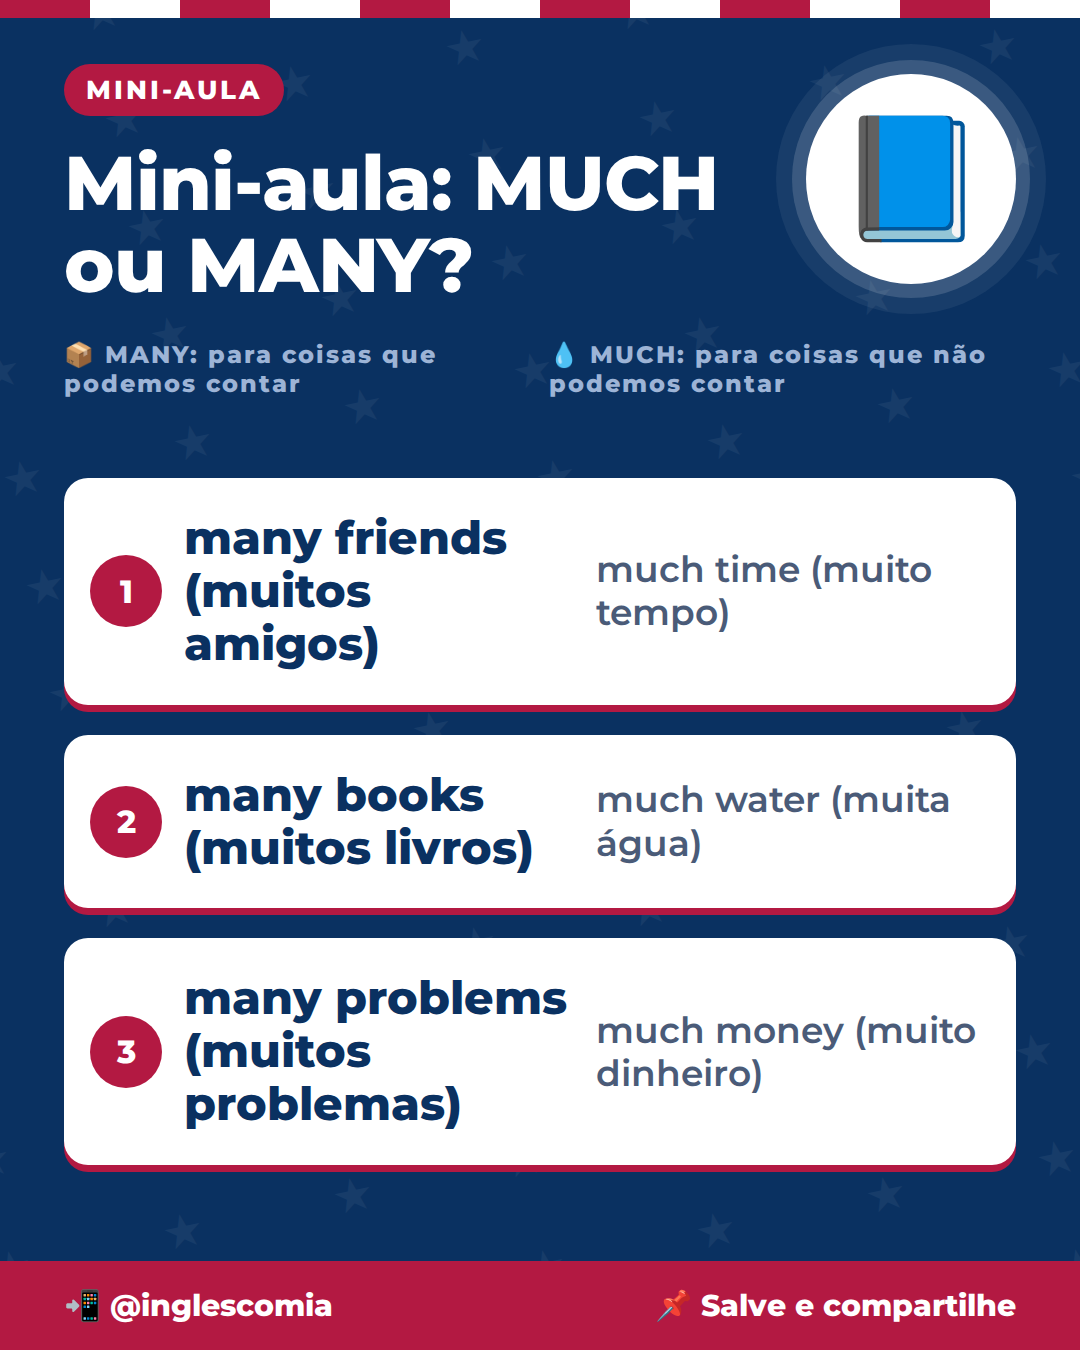 MINI-AULA
Mini-aula: MUCH
ou MANY?
📦 MANY: para coisas que
podemos contar
💧 MUCH: para coisas que não
podemos contar
1
many friends
(muitos
amigos)
much time (muito
tempo)
2
many books
(muitos livros)
much water (muita
água)
3
many problems
(muitos
problemas)
much money (muito
dinheiro)
📲 @inglescomia
📌 Salve e compartilhe